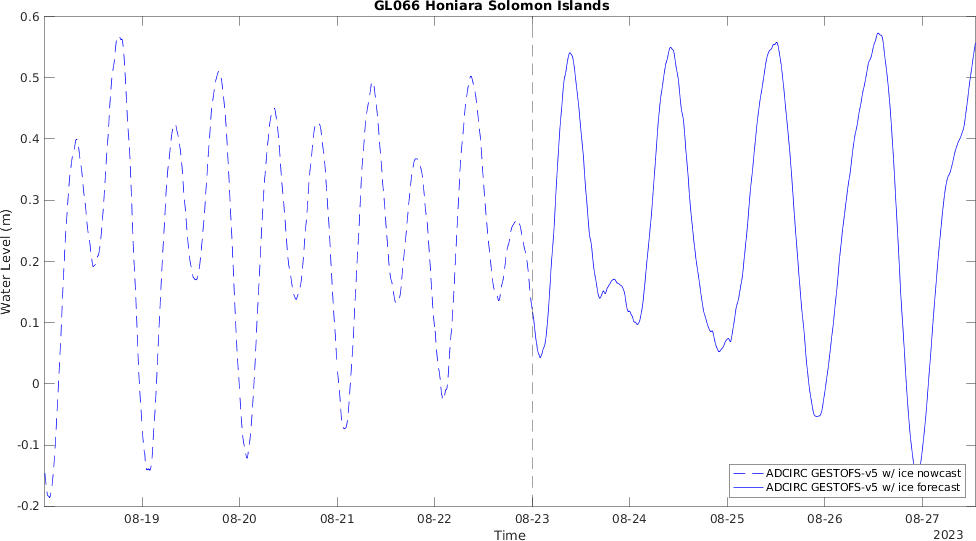 GL066 Honiara Solomon Islands
Water Level (m)
0.6
0.5
0.4
0.3
0.2
0.1
0
-0.1
-0.2
ADCIRC GESTOFS-v5 w/ ice nowcast
ADCIRC GESTOFS-v5 w/ ice forecast
08-19 08-20 08-21 08-22 08-23 08-24 08-25 08-26 08-27
Time
2023